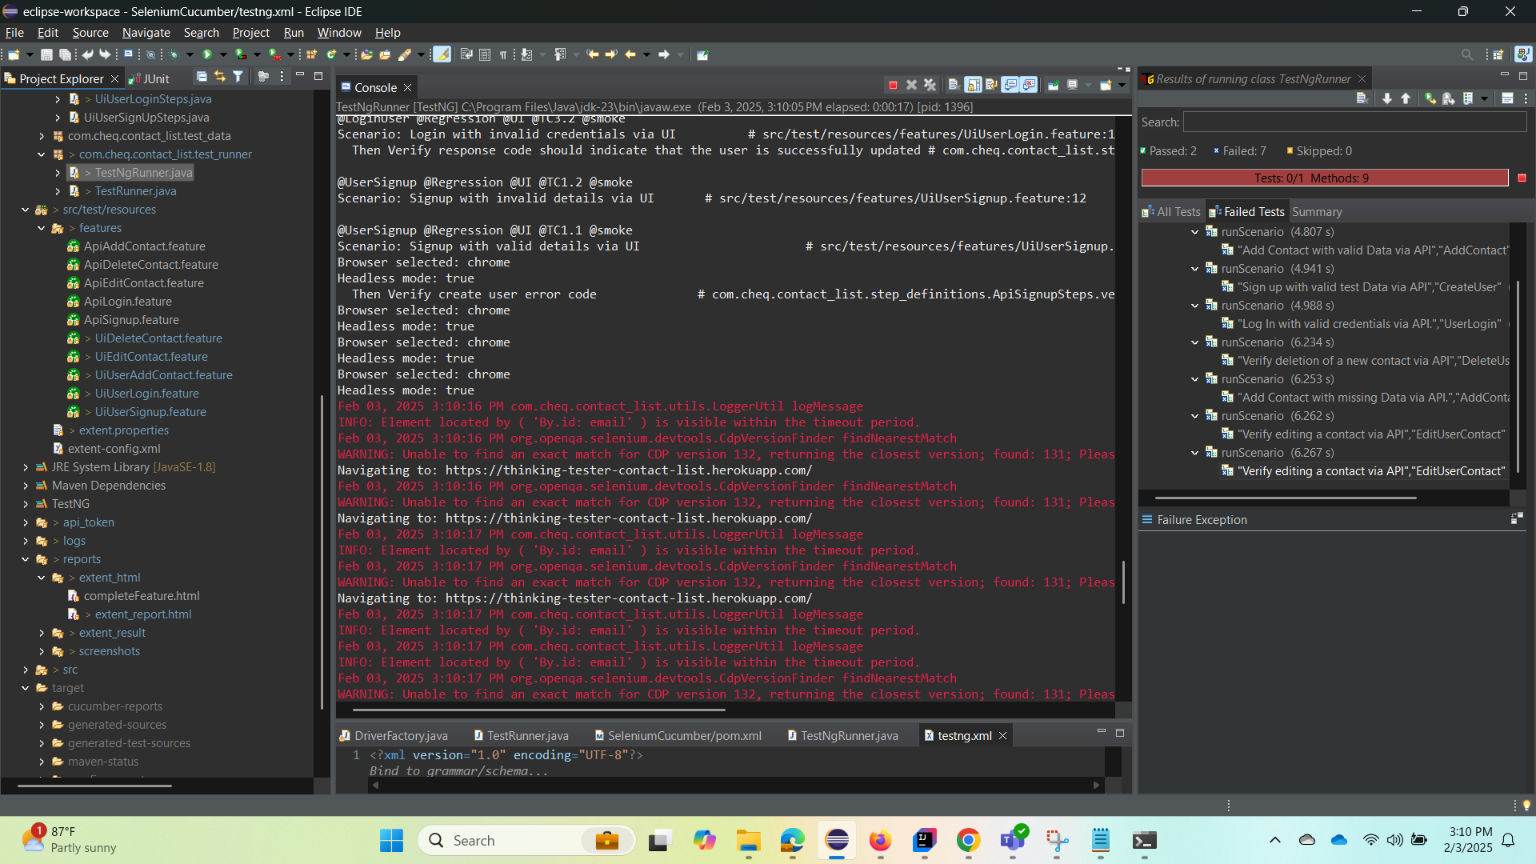 eclipse-workspace - SeleniumCucumber/testng.xml - Eclipse IDE
File Edit Source Navigate Search Project Run Window Help
Project Explorer
JUnit
UiUserLoginSteps.java
UiUserSignUpSteps.java
com.cheq.contact_list.test_data
com.cheq.contact_list.test_runner
TestNgRunner.java
TestRunner.java
src/test/resources
features
ApiAddContact.feature
ApiDeleteContact.feature
ApiEditContact.feature
ApiLogin.feature
ApiSignup.feature
UiDeleteContact.feature
UiEditContact.feature
UiUserAddContact.feature
UiUserLogin.feature
UiUserSignup.feature
extent.properties
extent-config.xml
JRE System Library [JavaSE-1.8]
Maven Dependencies
TestNG
api_token
logs
reports
extent_html
completeFeature.html
extent_report.html
extent_result
screenshots
src
target
cucumber-reports
generated-sources
generated-test-sources
maven-status
Console
TestNgRunner [TestNG] C:\Program Files\Java\jdk-23\bin\javaw.exe (Feb 3, 2025, 3:10:05 PM elapsed: 0:00:17) [pid: 1396]
@LoginUser @Regression @UI @TC3.2 @smoke
Scenario: Login with invalid credentials via UI # src/test/resources/features/UiUserLogin.feature:1
Then Verify response code should indicate that the user is successfully updated # com.cheq.contact_list.st
@UserSignup @Regression @UI @TC1.2 @smoke
Scenario: Signup with invalid details via UI # src/test/resources/features/UiUserSignup.feature:12
@UserSignup @Regression @UI @TC1.1 @smoke
Scenario: Signup with valid details via UI # src/test/resources/features/UiUserSignup.
Browser selected: chrome
Headless mode: true
Then Verify create user error code # com.cheq.contact_list.step_definitions.ApiSignupSteps.ve
Browser selected: chrome
Headless mode: true
Browser selected: chrome
Headless mode: true
Browser selected: chrome
Headless mode: true
Feb 03, 2025 3:10:16 PM com.cheq.contact_list.utils.LoggerUtil logMessage
INFO: Element located by ( 'By.id: email' ) is visible within the timeout period.
Feb 03, 2025 3:10:16 PM org.openqa.selenium.devtools.CdpVersionFinder findNearestMatch
WARNING: Unable to find an exact match for CDP version 132, returning the closest version; found: 131; Pleas
Navigating to: https://thinking-tester-contact-list.herokuapp.com/
Feb 03, 2025 3:10:16 PM org.openqa.selenium.devtools.CdpVersionFinder findNearestMatch
WARNING: Unable to find an exact match for CDP version 132, returning the closest version; found: 131; Pleas
Navigating to: https://thinking-tester-contact-list.herokuapp.com/
Feb 03, 2025 3:10:17 PM com.cheq.contact_list.utils.LoggerUtil logMessage
INFO: Element located by ( 'By.id: email' ) is visible within the timeout period.
Feb 03, 2025 3:10:17 PM org.openqa.selenium.devtools.CdpVersionFinder findNearestMatch
WARNING: Unable to find an exact match for CDP version 132, returning the closest version; found: 131; Pleas
Navigating to: https://thinking-tester-contact-list.herokuapp.com/
Feb 03, 2025 3:10:17 PM com.cheq.contact_list.utils.LoggerUtil logMessage
INFO: Element located by ( 'By.id: email' ) is visible within the timeout period.
Feb 03, 2025 3:10:17 PM com.cheq.contact_list.utils.LoggerUtil logMessage
INFO: Element located by ( 'By.id: email' ) is visible within the timeout period.
Feb 03, 2025 3:10:17 PM org.openqa.selenium.devtools.CdpVersionFinder findNearestMatch
WARNING: Unable to find an exact match for CDP version 132, returning the closest version; found: 131; Pleas
DriverFactory.java TestRunner.java SeleniumCucumber/pom.xml TestNgRunner.java testng.xml
1 <?xml version="1.0" encoding="UTF-8"?>
Bind to grammar/schema...
Results of running class TestNgRunner
Search:
Passed: 2 Failed: 7 Skipped: 0
Tests: 0/1 Methods: 9
All Tests Failed Tests Summary
runScenario (4.807 s)
"Add Contact with valid Data via API","AddContact"
runScenario (4.941 s)
"Sign up with valid test Data via API","CreateUser"
runScenario (4.988 s)
"Log In with valid credentials via API.","UserLogin"
runScenario (6.234 s)
"Verify deletion of a new contact via API","DeleteUs
runScenario (6.253 s)
"Add Contact with missing Data via API.","AddConta
runScenario (6.262 s)
"Verify editing a contact via API","EditUserContact"
runScenario (6.267 s)
"Verify editing a contact via API","EditUserContact"
Failure Exception
1
87°F
Partly sunny
Search
3:10 PM
2/3/2025